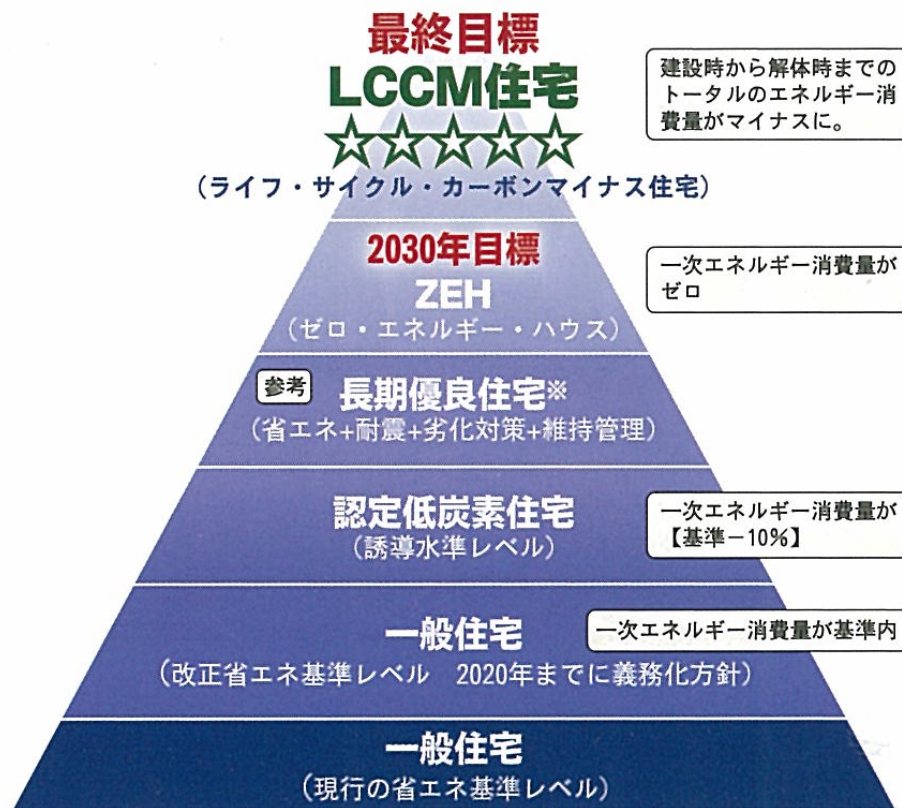 最終目標
LCCM住宅
☆☆☆☆☆
（ライフ・サイクル・カーボンマイナス住宅）
建設時から解体時までの
トータルのエネルギー消
費量がマイナスに。
2030年目標
ZEH
（ゼロ・エネルギー・ハウス）
一次エネルギー消費量が
ゼロ
参考
長期優良住宅※
（省エネ+耐震+劣化対策+維持管理）
認定低炭素住宅
（誘導水準レベル）
一次エネルギー消費量が
【基準－10%】
一般住宅
（改正省エネ基準レベル　2020年までに義務化方針）
一次エネルギー消費量が基準内
一般住宅
（現行の省エネ基準レベル）